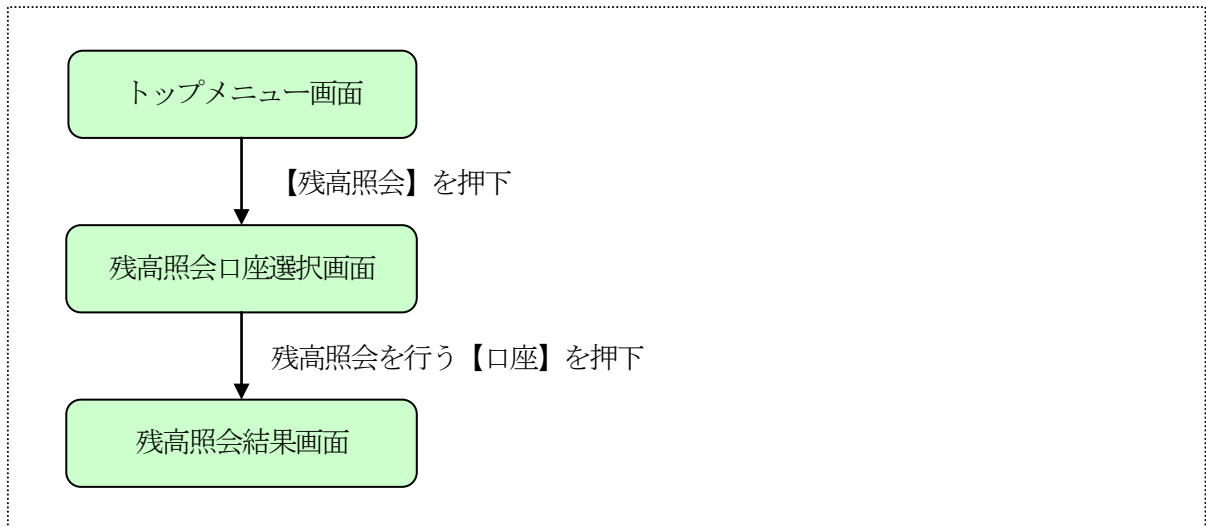 トップメニュー画面
【残高照会】を押下
残高照会口座選択画面
残高照会を行う【口座】を押下
残高照会結果画面